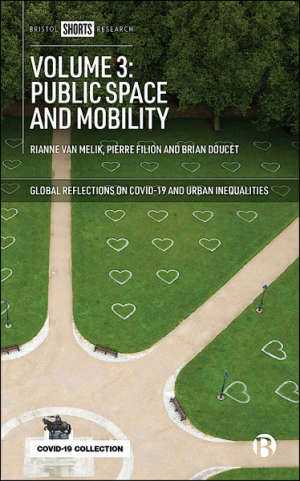 BRISTOL SHORTS RESEARCH
VOLUME 3:
PUBLIC SPACE
AND MOBILITY
RIANNE VAN MELIK, PIERRE FILION AND BRIAN DOUCET
GLOBAL REFLECTIONS ON COVID-19 AND URBAN INEQUALITIES
COVID-19 COLLECTION
B